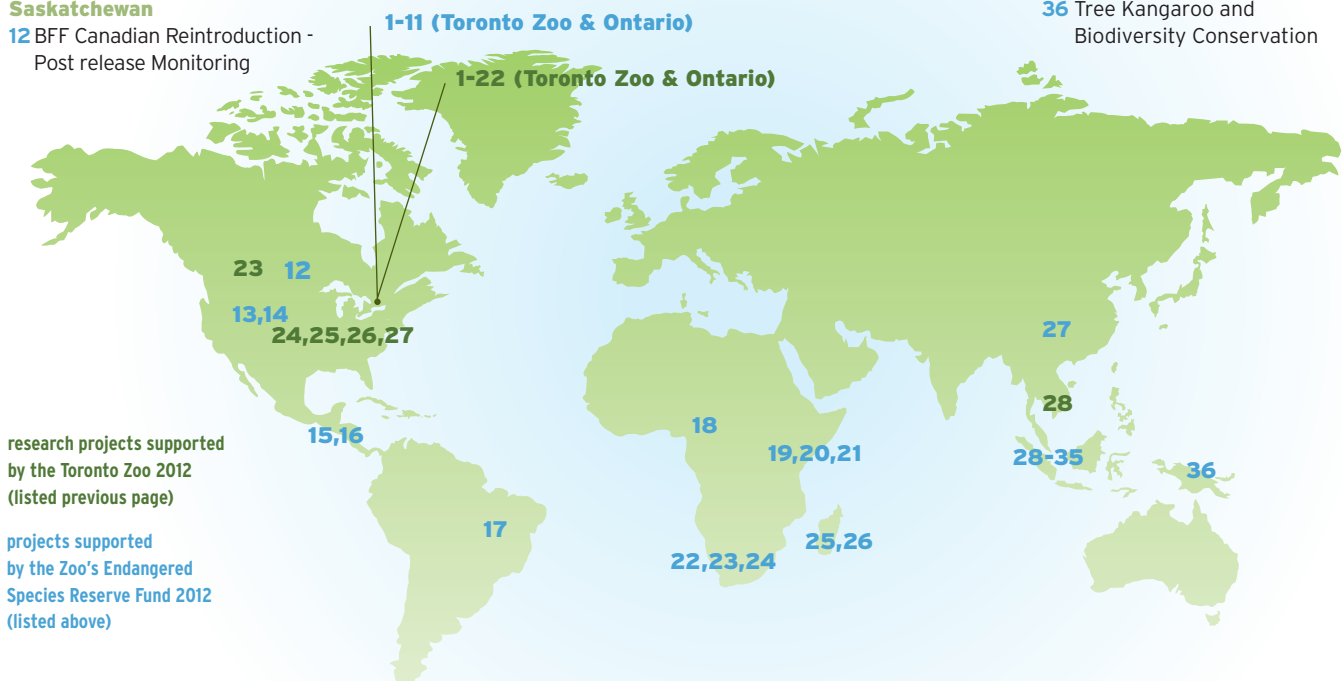 Saskatchewan
12 BFF Canadian Reintroduction -
Post release Monitoring
1-11 (Toronto Zoo & Ontario)
36 Tree Kangaroo and
Biodiversity Conservation
1-22 (Toronto Zoo & Ontario)
23
12
13,14
24,25,26,27
27
28
15,16
18
19,20,21
28-35
36
17
25,26
22,23,24
research projects supported
by the Toronto Zoo 2012
(listed previous page)
projects supported
by the Zoo's Endangered
Species Reserve Fund 2012
(listed above)